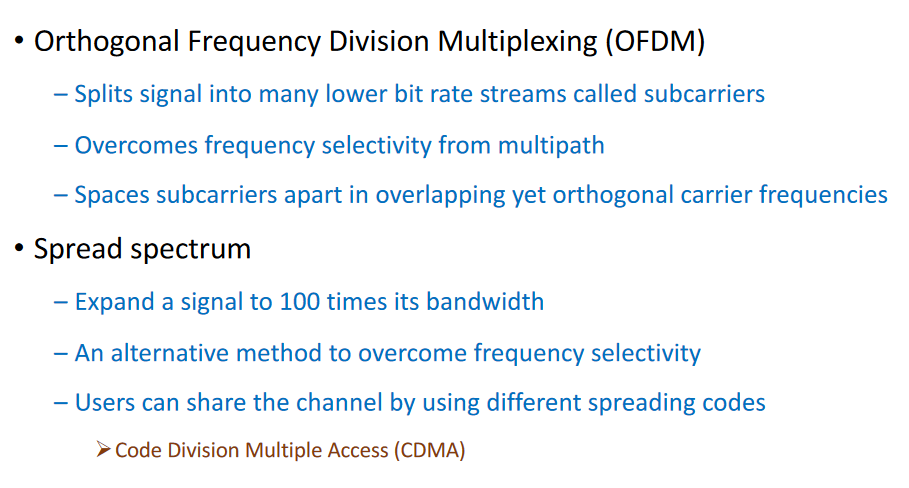 • Orthogonal Frequency Division Multiplexing (OFDM)
– Splits signal into many lower bit rate streams called subcarriers
– Overcomes frequency selectivity from multipath
– Spaces subcarriers apart in overlapping yet orthogonal carrier frequencies
• Spread spectrum
– Expand a signal to 100 times its bandwidth
– An alternative method to overcome frequency selectivity
– Users can share the channel by using different spreading codes
➢ Code Division Multiple Access (CDMA)